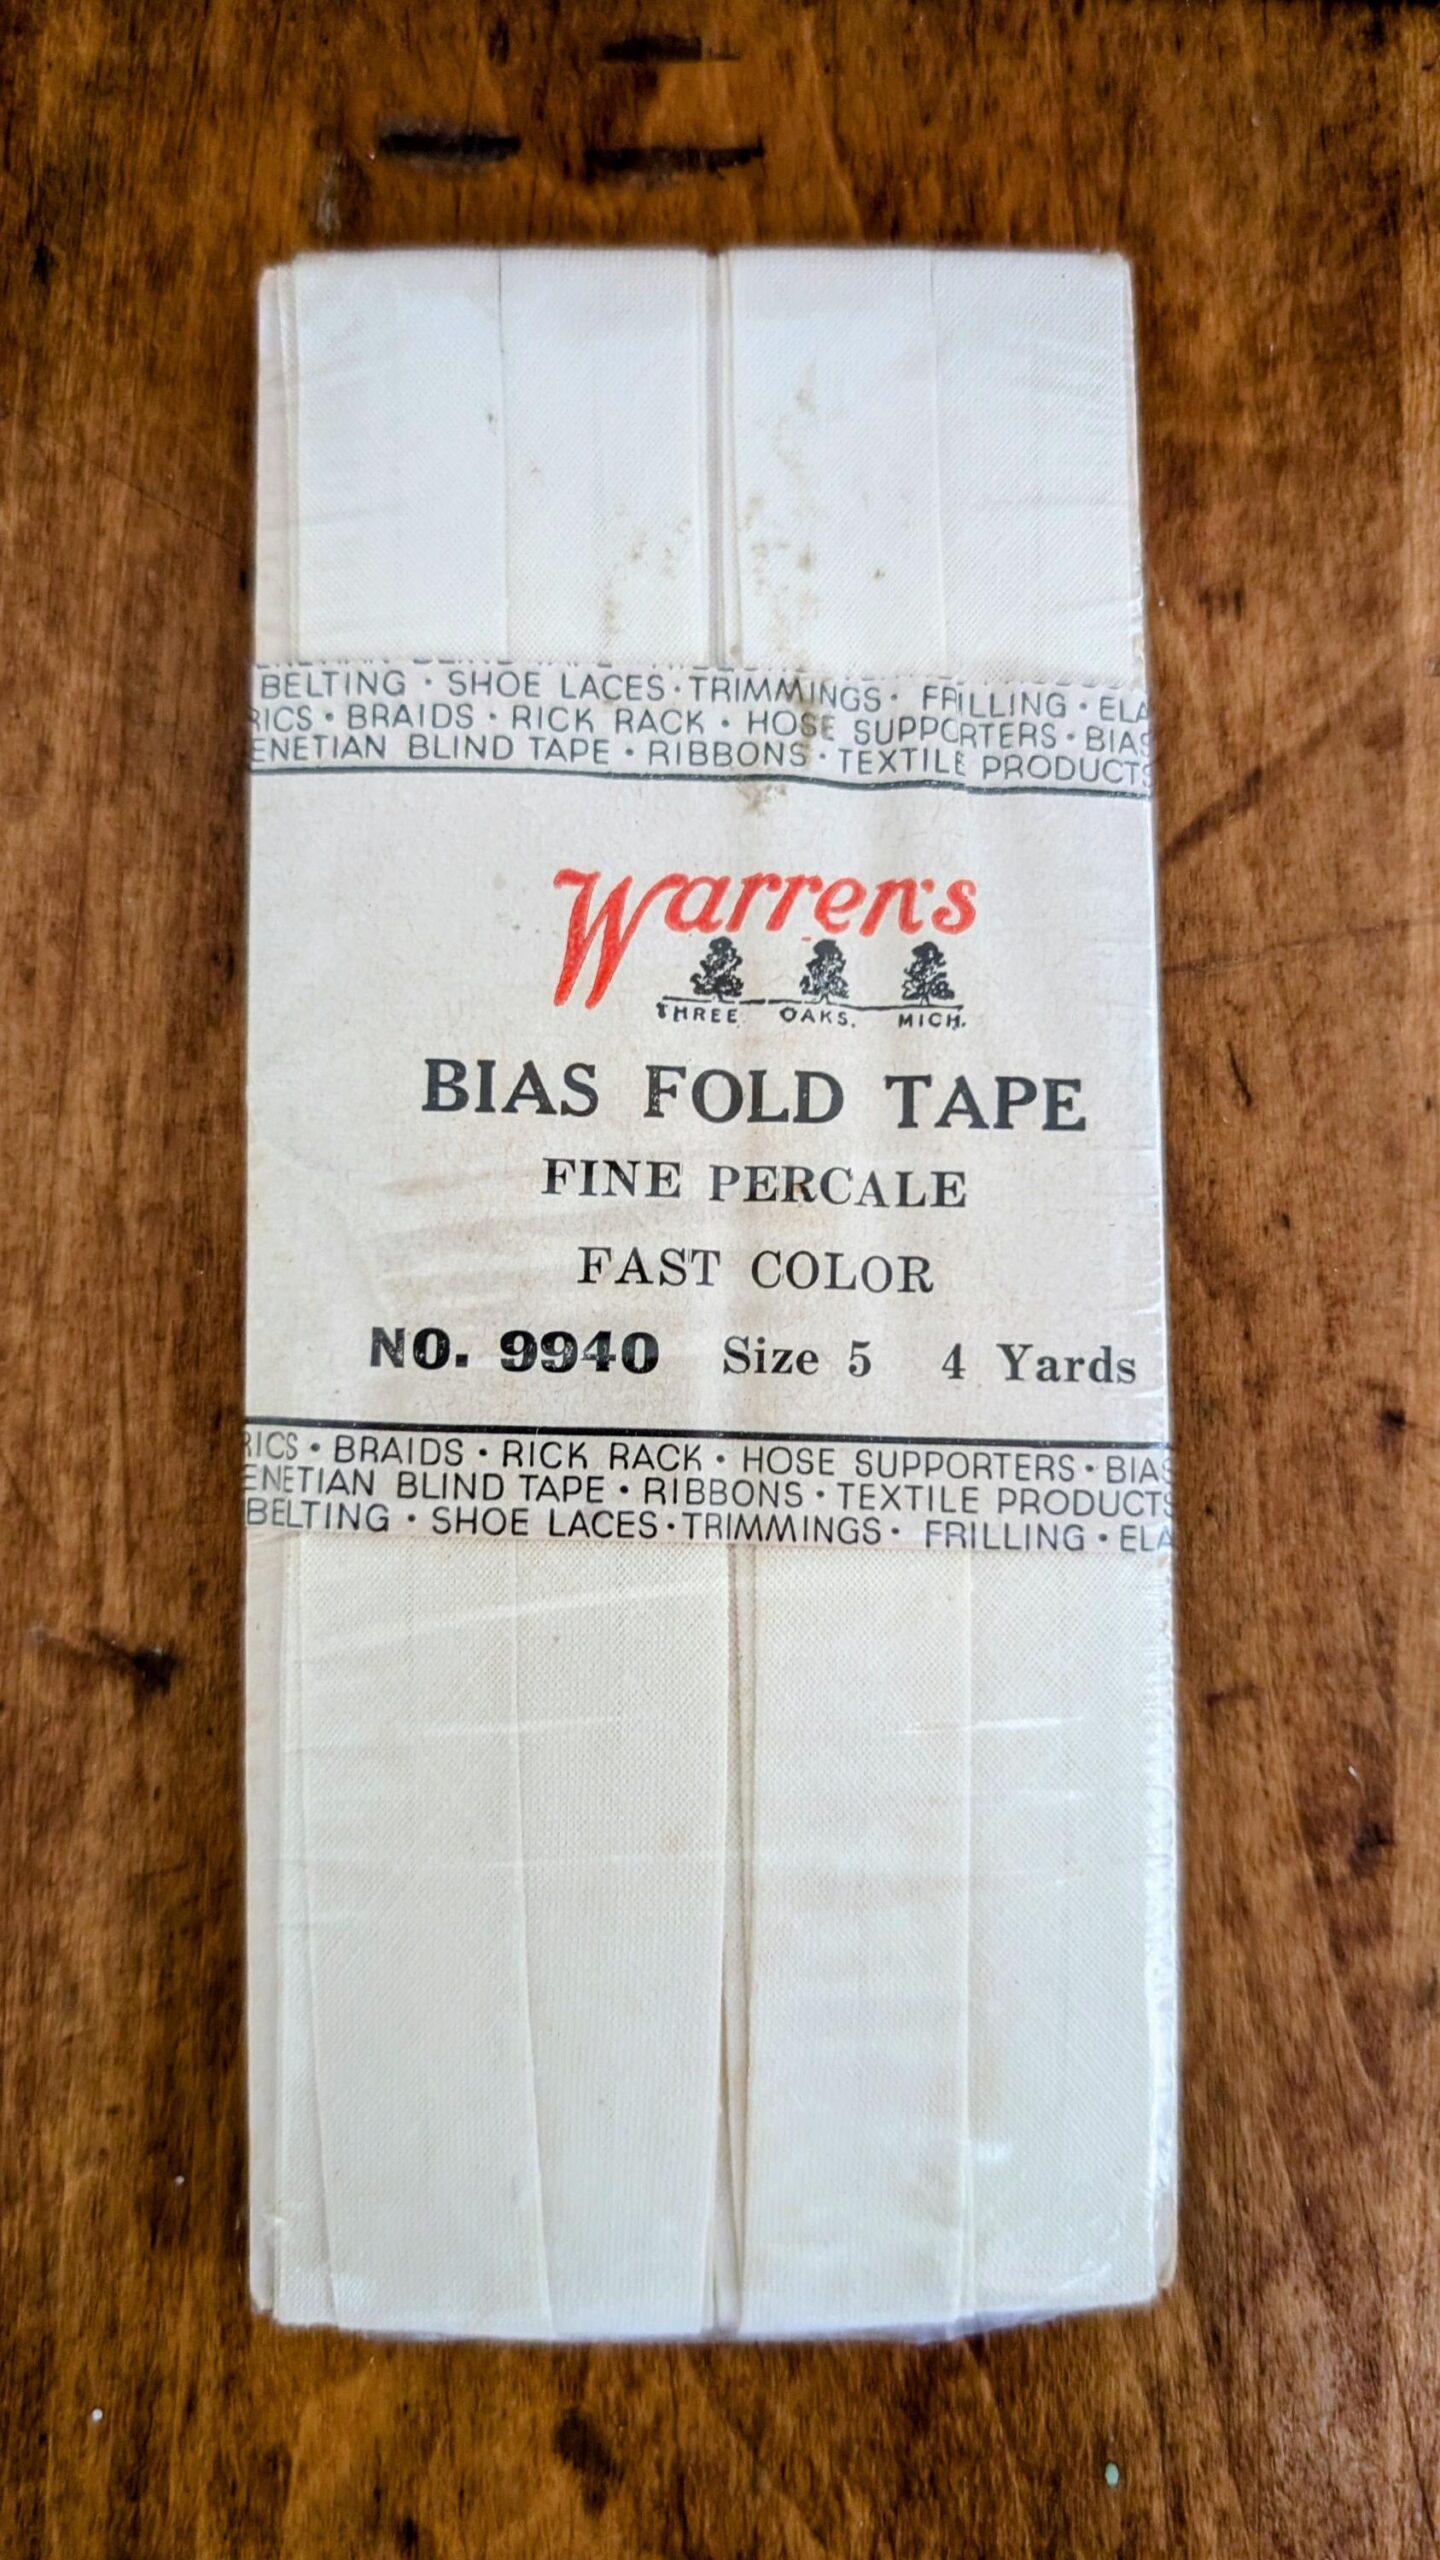 BELTING · SHOE LACES · TRIMMINGS · FRILLING · ELA
RICS · BRAIDS · RICK RACK · HOSE SUPPORTERS · BIAS
ENETIAN BLIND TAPE · RIBBONS · TEXTILE PRODUCTS
Warren's
THREE OAKS, MICH.
BIAS FOLD TAPE
FINE PERCALE
FAST COLOR
NO. 9940 Size 5 4 Yards
RICS · BRAIDS · RICK RACK · HOSE SUPPORTERS · BIAS
ENETIAN BLIND TAPE · RIBBONS · TEXTILE PRODUCTS
BELTING · SHOE LACES · TRIMMINGS · FRILLING · ELA